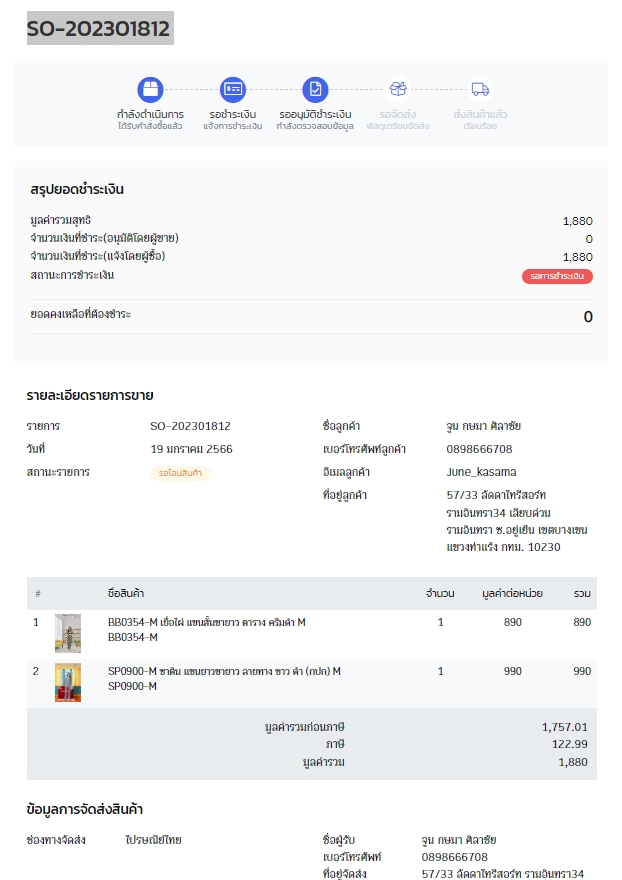 SO-202301812
กำลังดำเนินการ
ได้รับคำสั่งซื้อแล้ว
รอชำระเงิน
แจ้งการชำระเงิน
รออนุมัติชำระเงิน
กำลังตรวจสอบข้อมูล
รอจัดส่ง
พัสดุเตรียมจัดส่ง
ส่งสินค้าแล้ว
เรียบร้อย
สรุปยอดชำระเงิน
มูลค่ารวมสุทธิ 1,880
จำนวนเงินที่ชำระ(อนุมัติโดยผู้ขาย) 0
จำนวนเงินที่ชำระ(แจ้งโดยผู้ซื้อ) 1,880
สถานะการชำระเงิน รอการชำระเงิน
ยอดคงเหลือที่ต้องชำระ 0
รายละเอียดรายการขาย
รายการ SO-202301812
วันที่ 19 มกราคม 2566
สถานะรายการ รอโอนสินค้า
ชื่อลูกค้า จูน กษมา ศิลาชัย
เบอร์โทรศัพท์ลูกค้า 0898666708
อีเมลลูกค้า June_kasama
ที่อยู่ลูกค้า 57/33 ลัดดาไทรีสอร์ท
รามอินทรา34 เลียบด่วน
รามอินทรา ซ.อยู่เย็น เขตบางเขน
แขวงท่าแร้ง กทม. 10230
# ชื่อสินค้า จำนวน มูลค่าต่อหน่วย รวม
1 BB0354-M เยื่อไผ่ แขนสั้นขายาว ตาราง ครีมดำ M 1 890 890
BB0354-M
2 SP0900-M ซาติน แขนยาวขายาว ลายทาง ขาว ดำ (กปก) M 1 990 990
SP0900-M
มูลค่ารวมก่อนภาษี 1,757.01
ภาษี 122.99
มูลค่ารวม 1,880
ข้อมูลการจัดส่งสินค้า
ช่องทางจัดส่ง ไปรษณีย์ไทย
ชื่อผู้รับ จูน กษมา ศิลาชัย
เบอร์โทรศัพท์ 0898666708
ที่อยู่จัดส่ง 57/33 ลัดดาไทรีสอร์ท รามอินทรา34